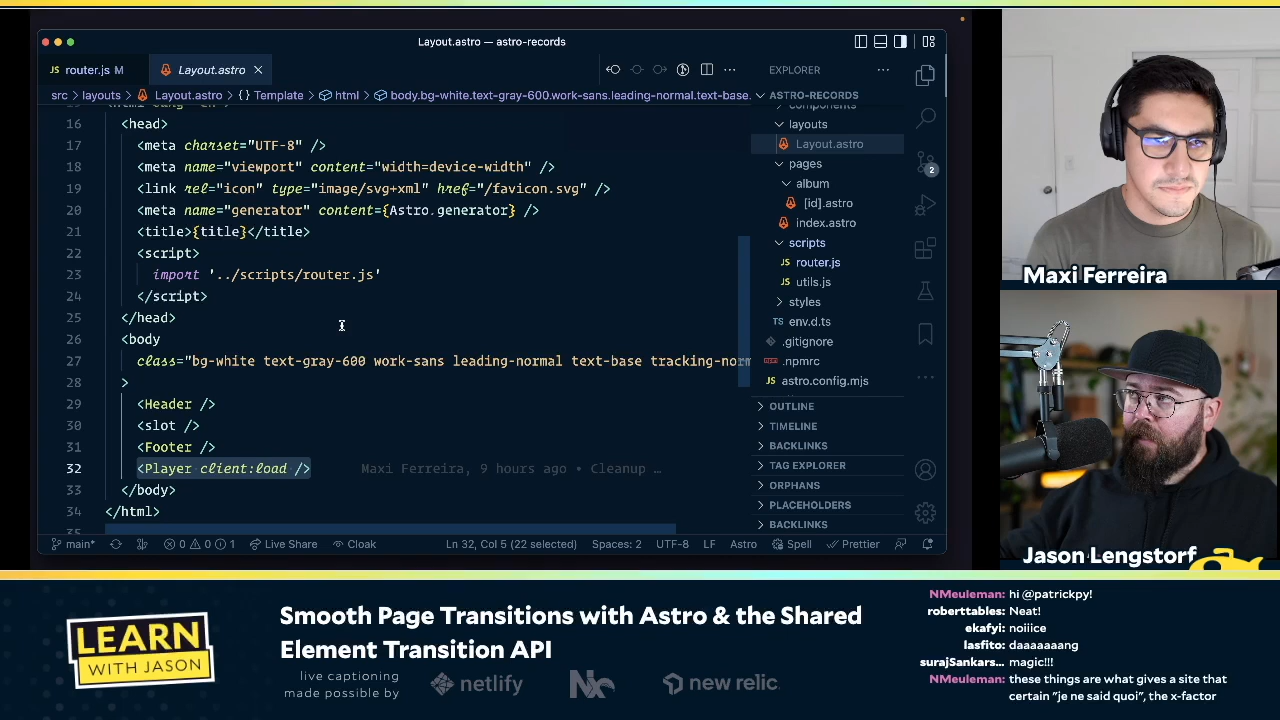 Layout.astro — astro-records
JS router.js M
Layout.astro
src > layouts > Layout.astro > {} Template > html > body.bg-white.text-gray-600.work-sans.leading-normal.text-base.
16 <head>
17 <meta charset="UTF-8" />
18 <meta name="viewport" content="width=device-width" />
19 <link rel="icon" type="image/svg+xml" href="/favicon.svg" />
20 <meta name="generator" content={Astro.generator} />
21 <title>{title}</title>
22 <script>
23 import '../scripts/router.js'
24 </script>
25 </head>
26 <body
27 class="bg-white text-gray-600 work-sans leading-normal text-base tracking-norm
28 >
29 <Header />
30 <slot />
31 <Footer />
32 <Player client:load /> Maxi Ferreira, 9 hours ago • Cleanup …
33 </body>
34 </html>
35
EXPLORER
ASTRO-RECORDS
components
layouts
Layout.astro
pages
album
[id].astro
index.astro
scripts
JS router.js
JS utils.js
styles
TS env.d.ts
.gitignore
.npmrc
JS astro.config.mjs
OUTLINE
TIMELINE
BACKLINKS
TAG EXPLORER
ORPHANS
PLACEHOLDERS
BACKLINKS
2
main* 0 0 1 Live Share Cloak
Ln 32, Col 5 (22 selected) Spaces: 2 UTF-8 LF Astro Spell Prettier
Maxi Ferreira
Jason Lengstorf
LEARN
WITH JASON
Smooth Page Transitions with Astro & the Shared
Element Transition API
live captioning
made possible by
netlify
new relic.
NMeuleman: hi @patrickpy!
roberttables: Neat!
ekafyi: noiiice
lasfito: daaaaaaang
surajSankars... magic!!!
NMeuleman: these things are what gives a site that
certain "je ne said quoi", the x-factor